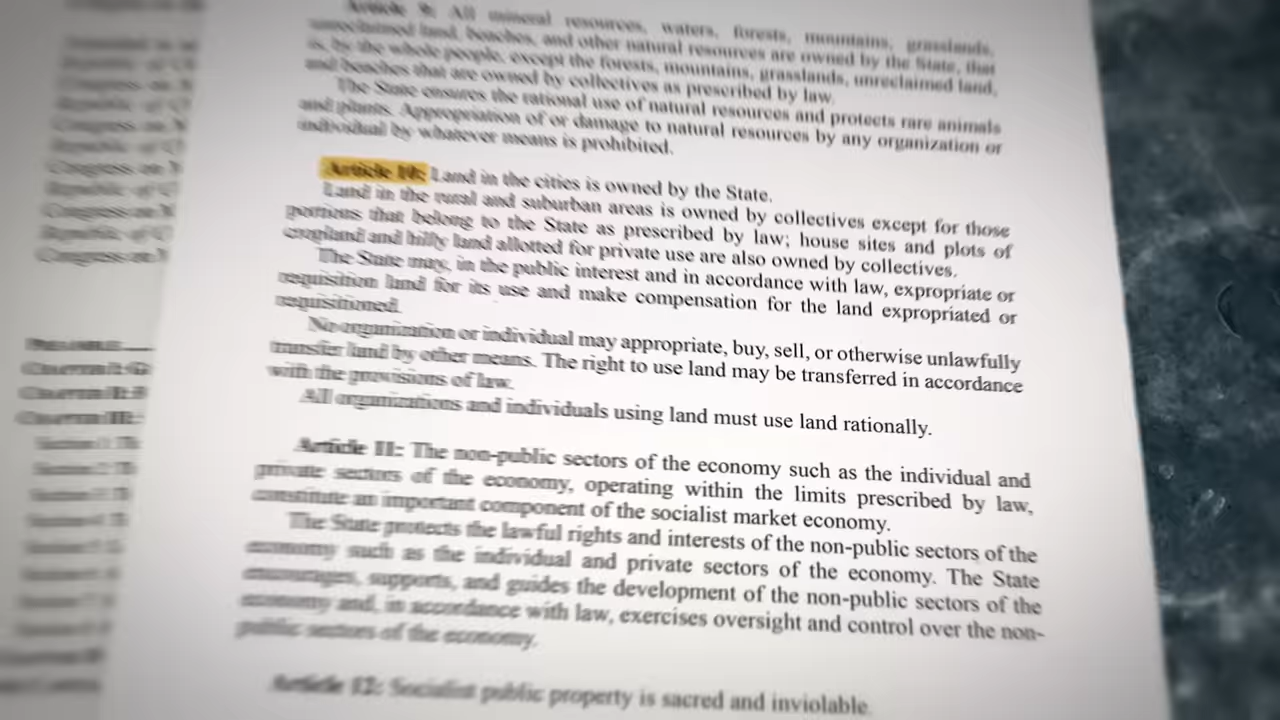 Article 9: All mineral resources, waters, forests, mountains, grasslands,
unreclaimed land, beaches, and other natural resources are owned by the State, that
is, by the whole people, except the forests, mountains, grasslands, unreclaimed land,
and beaches that are owned by collectives as prescribed by law.
The State ensures the rational use of natural resources and protects rare animals
and plants. Appropriation of or damage to natural resources by any organization or
individual by whatever means is prohibited.
Article 10: Land in the cities is owned by the State.
Land in the rural and suburban areas is owned by collectives except for those
portions that belong to the State as prescribed by law; house sites and plots of
cropland and hilly land allotted for private use are also owned by collectives.
The State may, in the public interest and in accordance with law, expropriate or
requisition land for its use and make compensation for the land expropriated or
requisitioned.
No organization or individual may appropriate, buy, sell, or otherwise unlawfully
transfer land by other means. The right to use land may be transferred in accordance
with the provisions of law.
All organizations and individuals using land must use land rationally.
Article 11: The non-public sectors of the economy such as the individual and
private sectors of the economy, operating within the limits prescribed by law,
constitute an important component of the socialist market economy.
The State protects the lawful rights and interests of the non-public sectors of the
economy such as the individual and private sectors of the economy. The State
encourages, supports, and guides the development of the non-public sectors of the
economy and, in accordance with law, exercises oversight and control over the non-
public sectors of the economy.
Article 12: Socialist public property is sacred and inviolable.